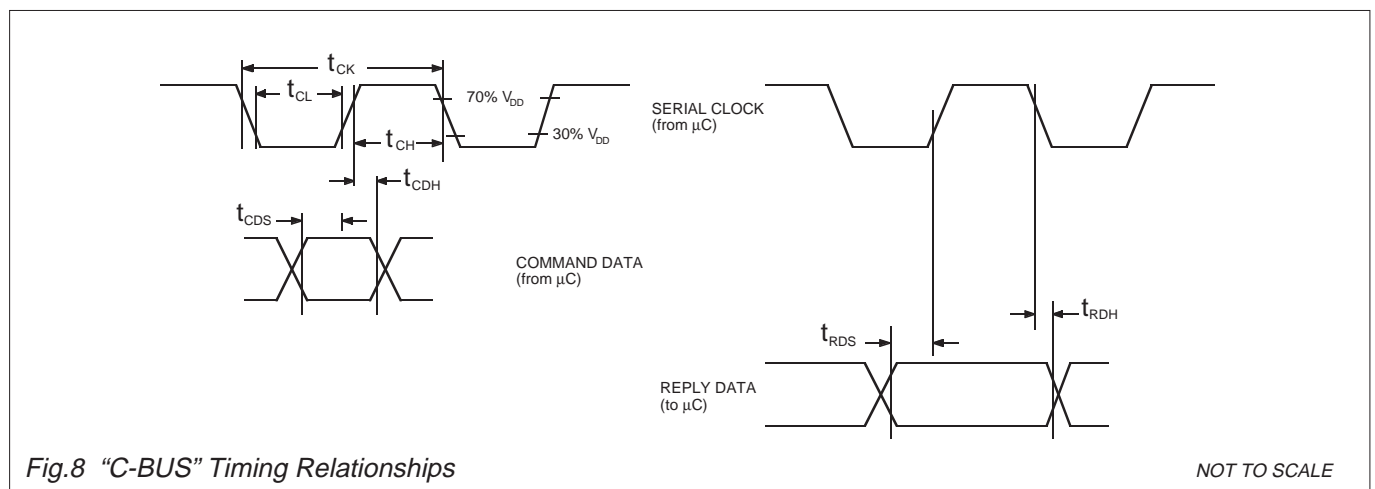 tCK
tCL
70% VDD
SERIAL CLOCK
(from µC)
30% VDD
tCH
tCDH
tCDS
COMMAND DATA
(from µC)
tRDH
tRDS
REPLY DATA
(to µC)
Fig.8 “C-BUS” Timing Relationships
NOT TO SCALE